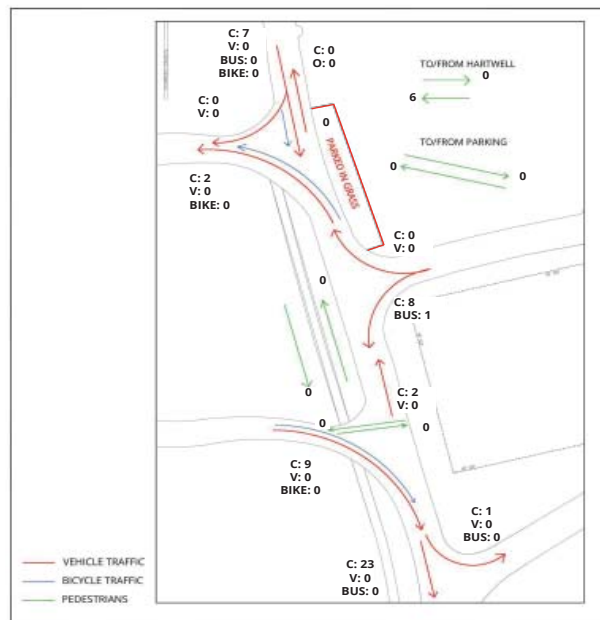 C: 7
V: 0
BUS: 0
BIKE: 0
C: 0
O: 0
TO/FROM HARTWELL
0
6
C: 0
V: 0
0
PARKED IN GRASS
TO/FROM PARKING
0
0
C: 2
V: 0
BIKE: 0
C: 0
V: 0
0
C: 8
BUS: 1
0
C: 2
V: 0
0
0
C: 9
V: 0
BIKE: 0
C: 1
V: 0
BUS: 0
C: 23
V: 0
BUS: 0
VEHICLE TRAFFIC
BICYCLE TRAFFIC
PEDESTRIANS